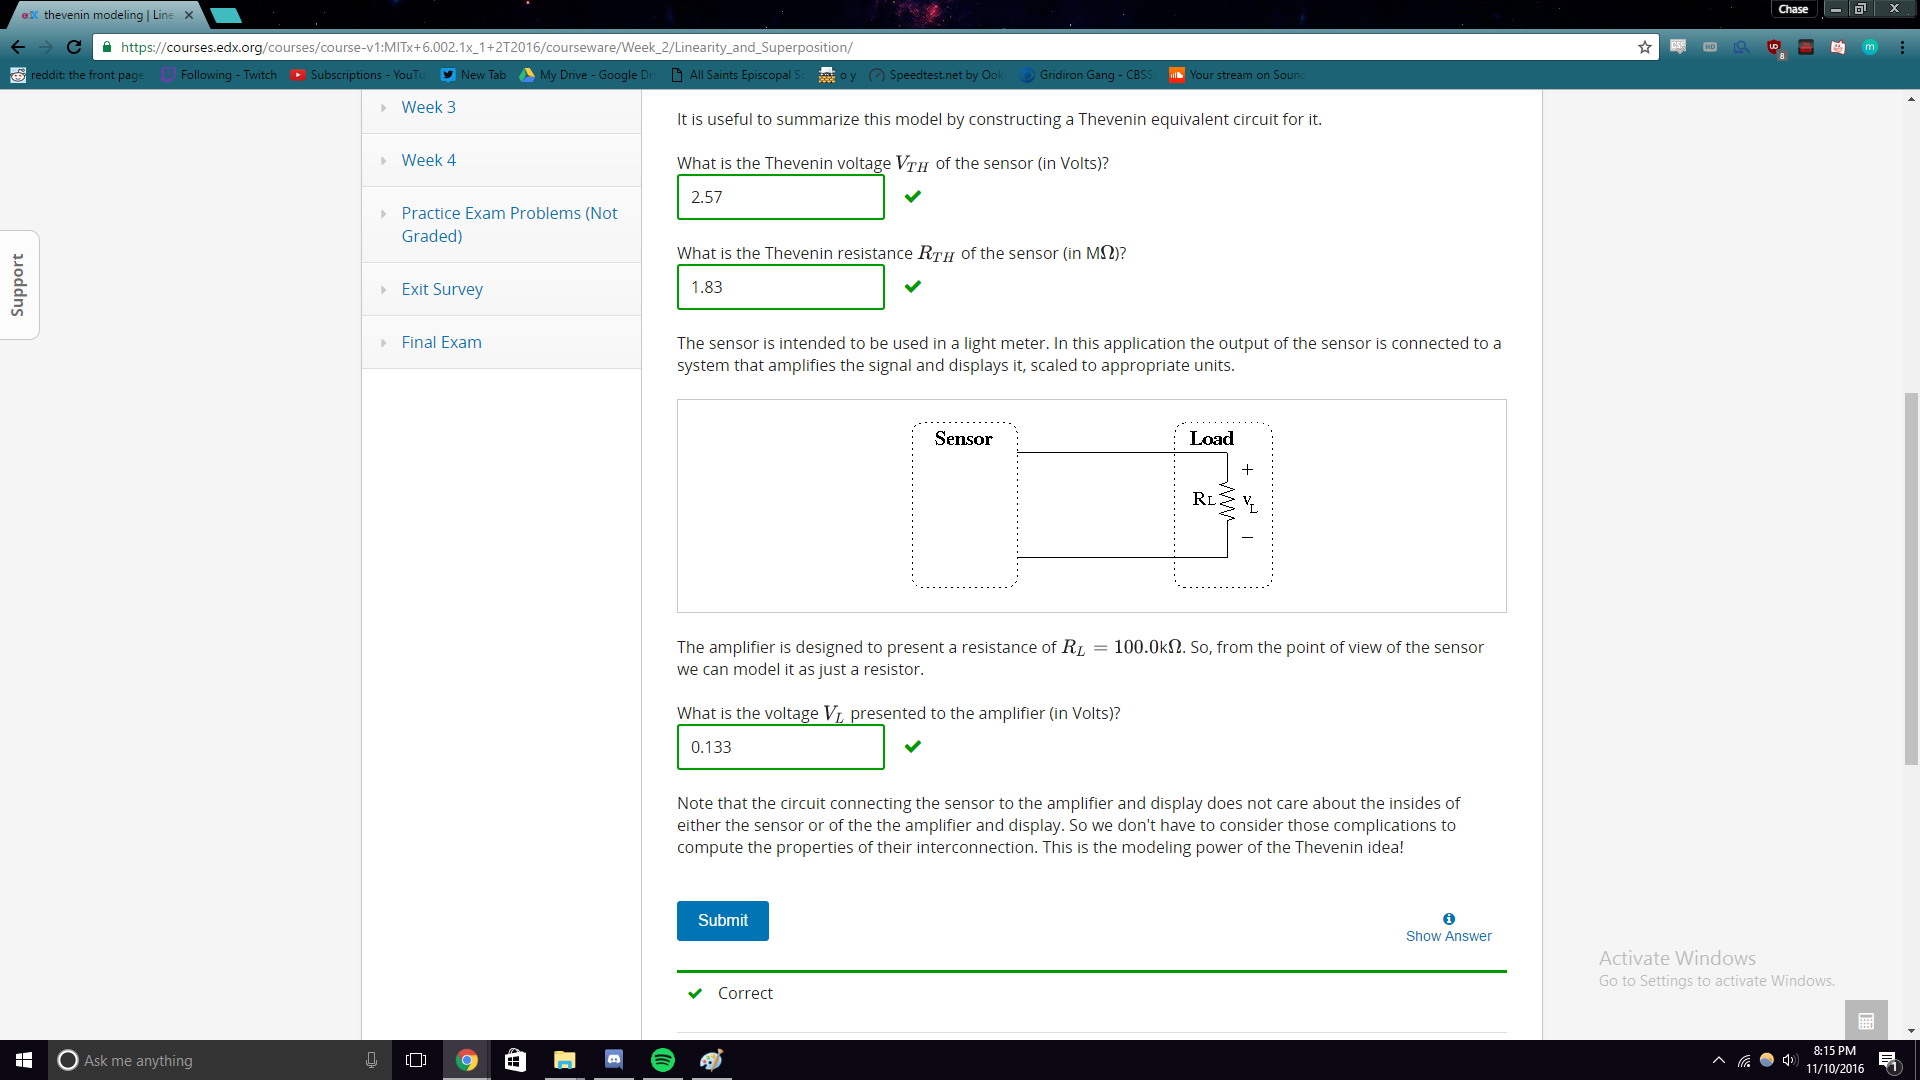 thevenin modeling | Line
Chase
https://courses.edx.org/courses/course-v1:MITx+6.002.1x_1+2T2016/courseware/Week_2/Linearity_and_Superposition/
reddit: the front page Following - Twitch Subscriptions - YouTu New Tab My Drive - Google Dr All Saints Episcopal Sc o y Speedtest.net by Ook Gridiron Gang - CBSS Your stream on Soun
Week 3
Week 4
Practice Exam Problems (Not
Graded)
Exit Survey
Final Exam
Support
It is useful to summarize this model by constructing a Thevenin equivalent circuit for it.
What is the Thevenin voltage V_TH of the sensor (in Volts)?
2.57
What is the Thevenin resistance R_TH of the sensor (in MΩ)?
1.83
The sensor is intended to be used in a light meter. In this application the output of the sensor is connected to a
system that amplifies the signal and displays it, scaled to appropriate units.
Sensor
Load
+
RL
vL
−
The amplifier is designed to present a resistance of R_L = 100.0kΩ. So, from the point of view of the sensor
we can model it as just a resistor.
What is the voltage V_L presented to the amplifier (in Volts)?
0.133
Note that the circuit connecting the sensor to the amplifier and display does not care about the insides of
either the sensor or of the the amplifier and display. So we don't have to consider those complications to
compute the properties of their interconnection. This is the modeling power of the Thevenin idea!
Submit
Show Answer
Correct
Activate Windows
Go to Settings to activate Windows.
Ask me anything
8:15 PM
11/10/2016
1